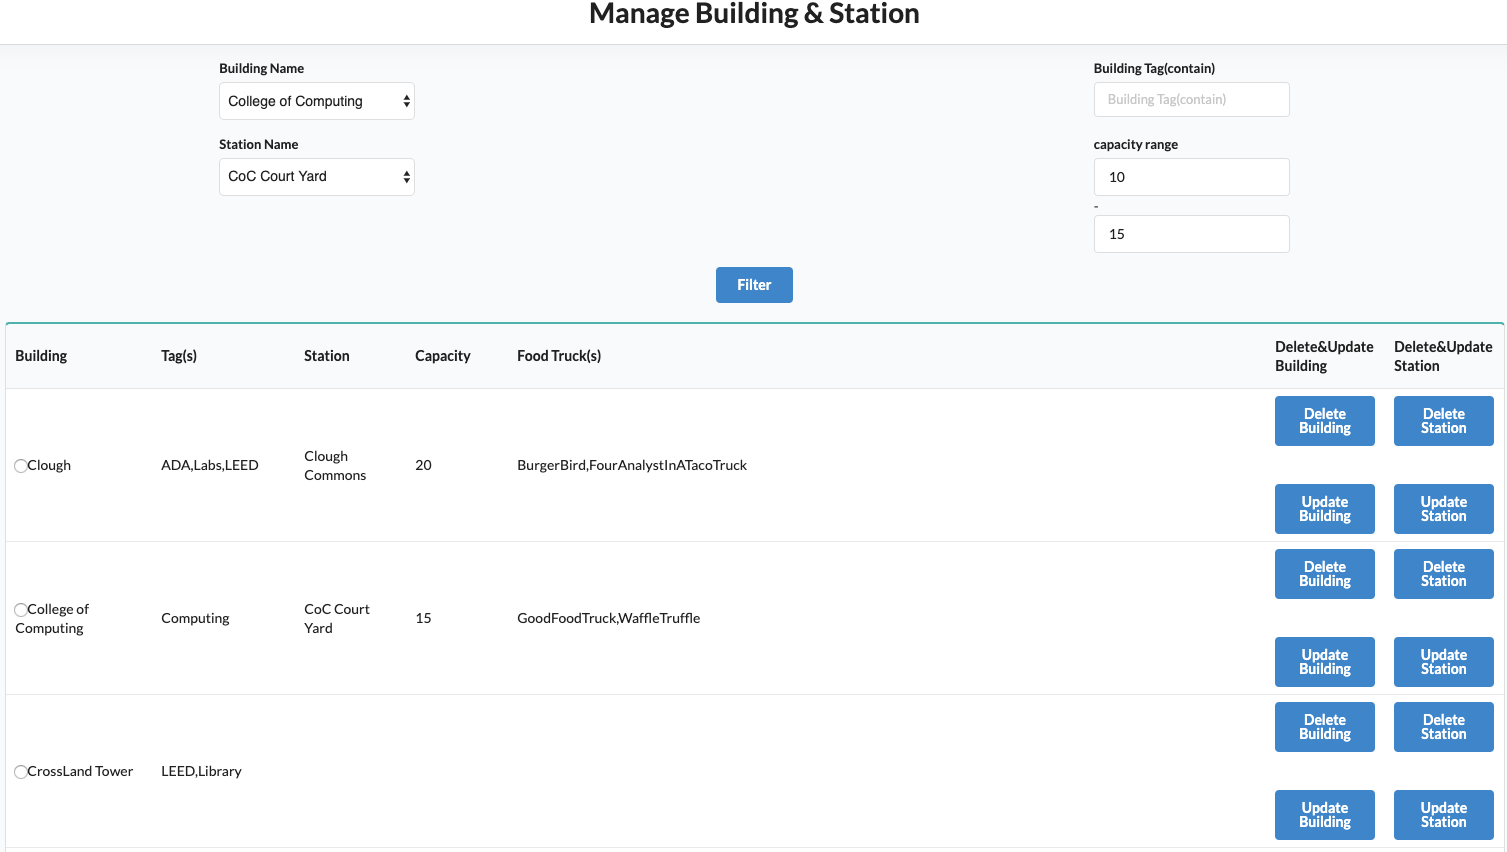 Manage Building & Station
Building Name
College of Computing
Station Name
CoC Court Yard
Building Tag(contain)
Building Tag(contain)
capacity range
10
-
15
Filter
Building
Tag(s)
Station
Capacity
Food Truck(s)
Delete&Update
Building
Delete&Update
Station
Clough
ADA,Labs,LEED
Clough
Commons
20
BurgerBird,FourAnalystInATacoTruck
Delete
Building
Delete
Station
Update
Building
Update
Station
College of
Computing
Computing
CoC Court
Yard
15
GoodFoodTruck,WaffleTruffle
Delete
Building
Delete
Station
Update
Building
Update
Station
CrossLand Tower
LEED,Library
Delete
Building
Delete
Station
Update
Building
Update
Station